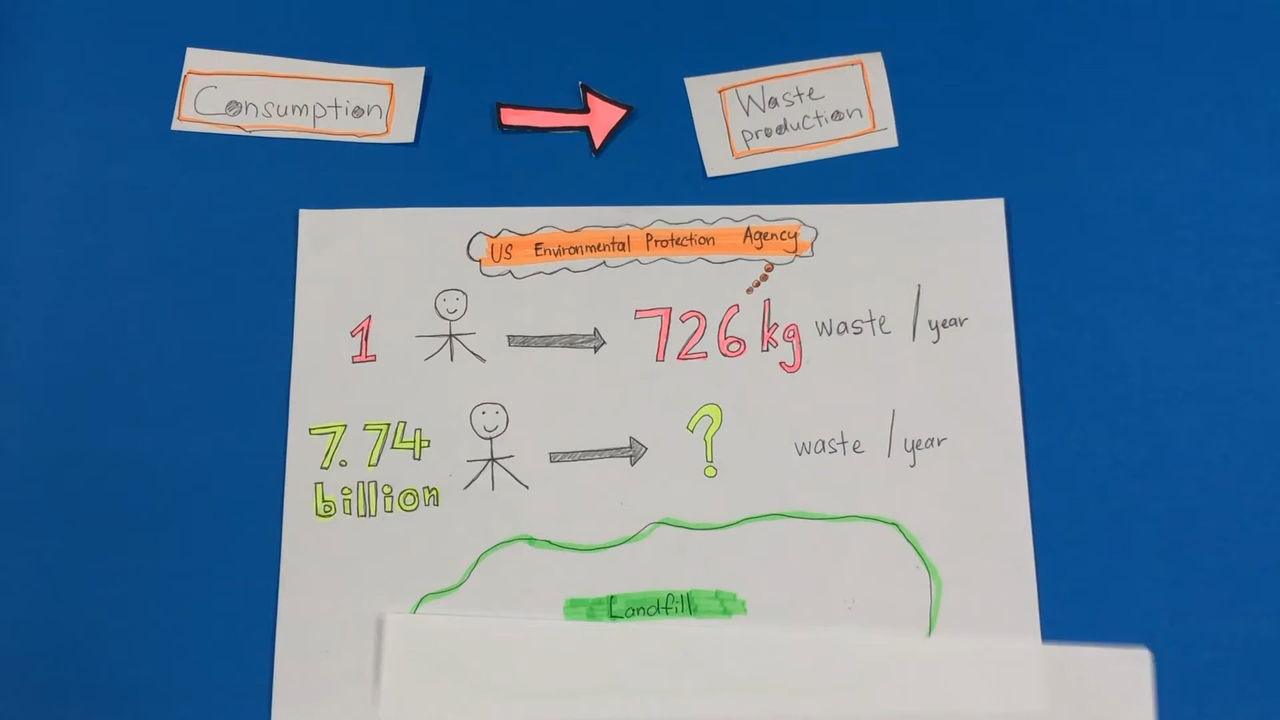 Consumption
Waste
production
US Environmental Protection Agency
1 726 kg waste / year
7.74
billion
? waste / year
Landfill